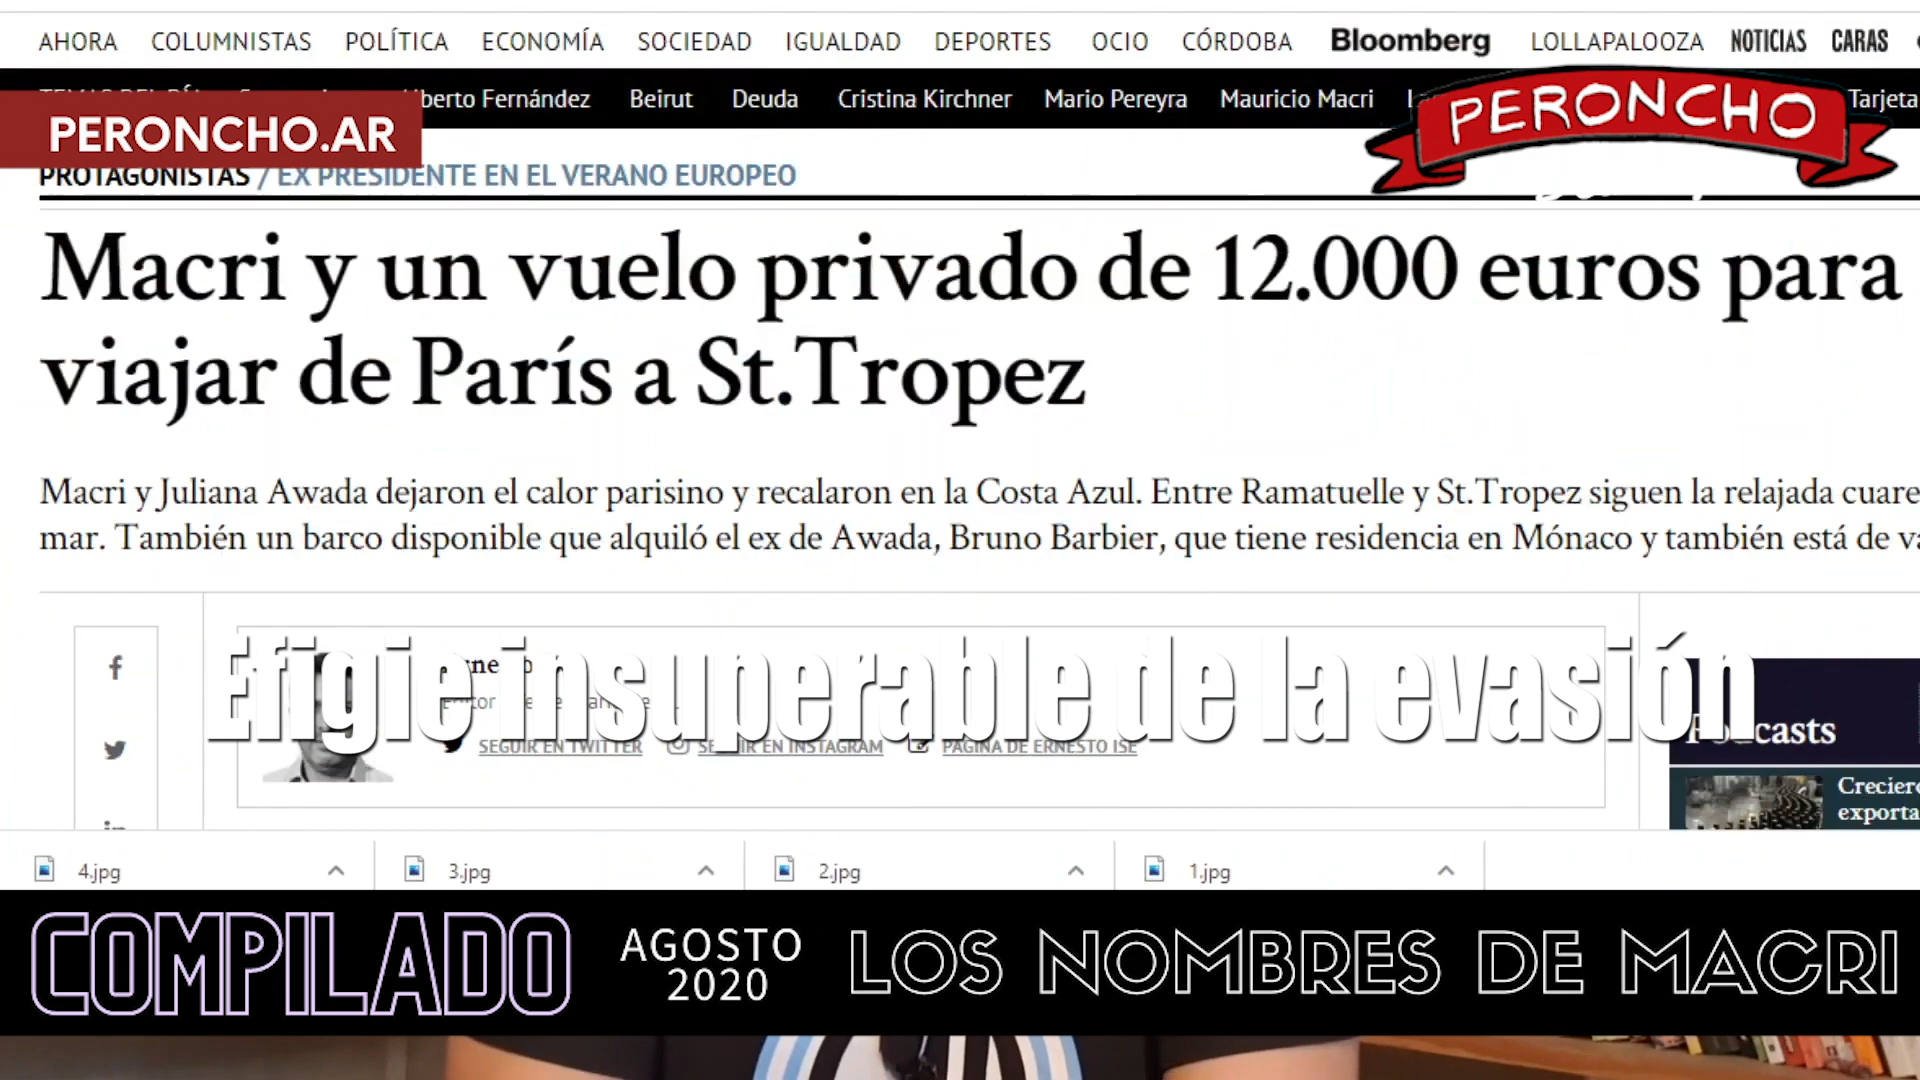 AHORA COLUMNISTAS POLÍTICA ECONOMÍA SOCIEDAD IGUALDAD DEPORTES OCIO CÓRDOBA Bloomberg LOLLAPALOOZA NOTICIAS CARAS
Fernández Beirut Deuda Cristina Kirchner Mario Pereyra Mauricio Macri Tarjeta
PERONCHO
PERONCHO.AR
PROTAGONISTAS / EX PRESIDENTE EN EL VERANO EUROPEO
Macri y un vuelo privado de 12.000 euros para
viajar de París a St.Tropez
Macri y Juliana Awada dejaron el calor parisino y recalaron en la Costa Azul. Entre Ramatuelle y St.Tropez siguen la relajada
mar. También un barco disponible que alquiló el ex de Awada, Bruno Barbier, que tiene residencia en Mónaco y también está de
Efigie insuperable de la evasión
SEGUIR EN TWITTER SEGUIR EN INSTAGRAM PÁGINA DE ERNESTO ISE
Podcasts
4.jpg 3.jpg 2.jpg 1.jpg
COMPILADO
AGOSTO
2020
LOS NOMBRES DE MACRI